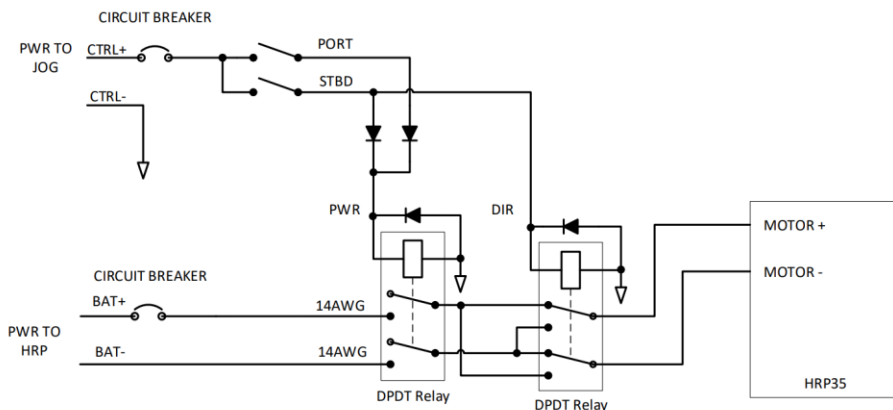 CIRCUIT BREAKER
PWR TO
JOG
CTRL+
PORT
STBD
CTRL-
PWR
DIR
MOTOR +
MOTOR -
CIRCUIT BREAKER
BAT+
14AWG
PWR TO
HRP
BAT-
14AWG
HRP35
DPDT Relay
DPDT Relay